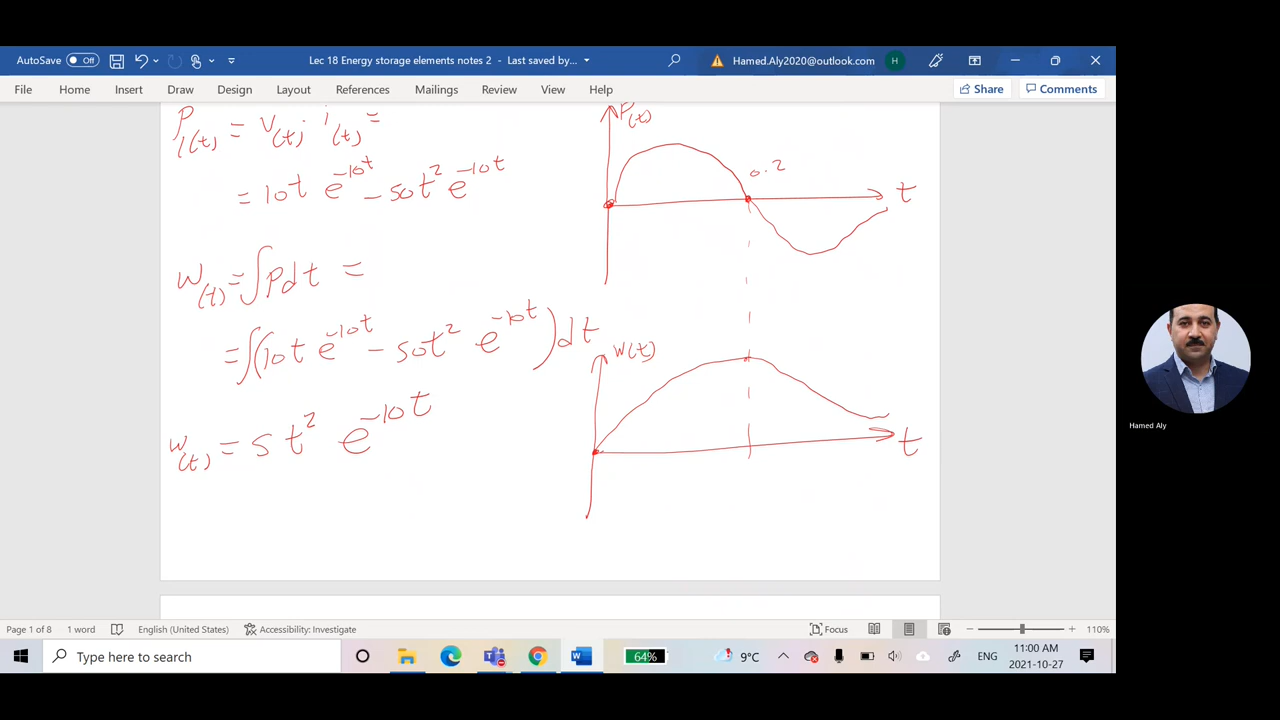 AutoSave Off
Lec 18 Energy storage elements notes 2 - Last saved by...
Hamed.Aly2020@outlook.com
H
File Home Insert Draw Design Layout References Mailings Review View Help
Share Comments
P(t) = V(t) . i(t) =
= 10t e^-10t - 50t^2 e^-10t
w(t) = ∫ p dt =
= ∫(10t e^-10t - 50t^2 e^-10t) dt
w(t) = 5 t^2 e^-10t
P(t)
0.2
t
w(t)
t
Hamed Aly
Page 1 of 8 1 word English (United States) Accessibility: Investigate
Focus
110%
Type here to search
64%
9°C
ENG
11:00 AM
2021-10-27